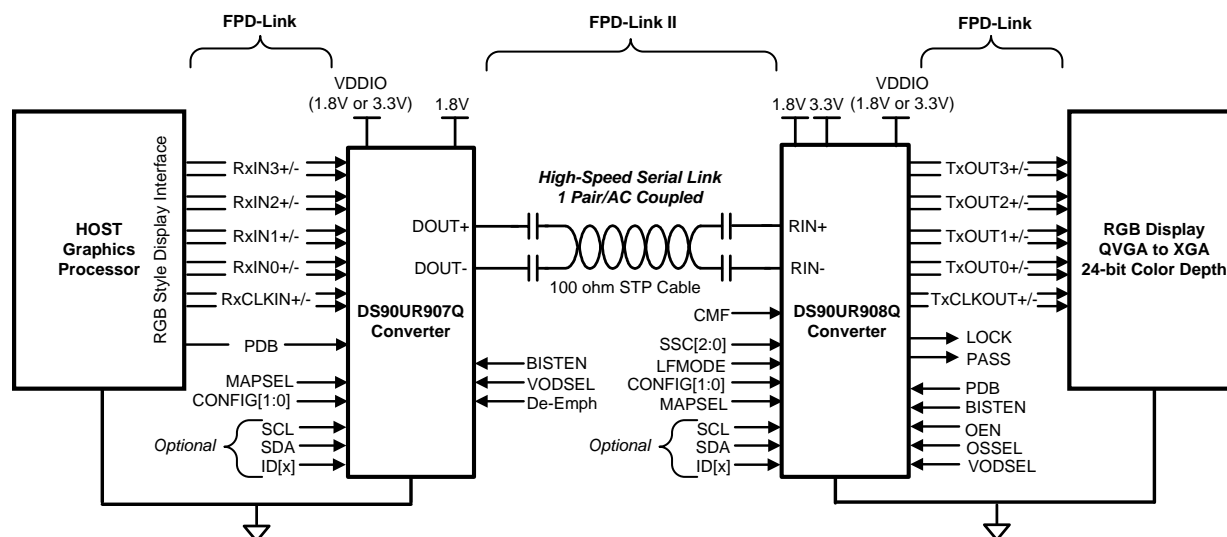 FPD-Link
FPD-Link II
FPD-Link
VDDIO
(1.8V or 3.3V)
1.8V
1.8V
3.3V
VDDIO
(1.8V or 3.3V)
HOST
Graphics
Processor
RGB Style Display Interface
RxIN3+/-
RxIN2+/-
RxIN1+/-
RxIN0+/-
RxCLKIN+/-
PDB
MAPSEL
CONFIG[1:0]
Optional
SCL
SDA
ID[x]
DOUT+
DOUT-
DS90UR907Q
Converter
BISTEN
VODSEL
De-Emph
High-Speed Serial Link
1 Pair/AC Coupled
100 ohm STP Cable
CMF
SSC[2:0]
LFMODE
CONFIG[1:0]
MAPSEL
Optional
SCL
SDA
ID[x]
RIN+
RIN-
DS90UR908Q
Converter
TxOUT3+/-
TxOUT2+/-
TxOUT1+/-
TxOUT0+/-
TxCLKOUT+/-
LOCK
PASS
PDB
BISTEN
OEN
OSSEL
VODSEL
RGB Display
QVGA to XGA
24-bit Color Depth